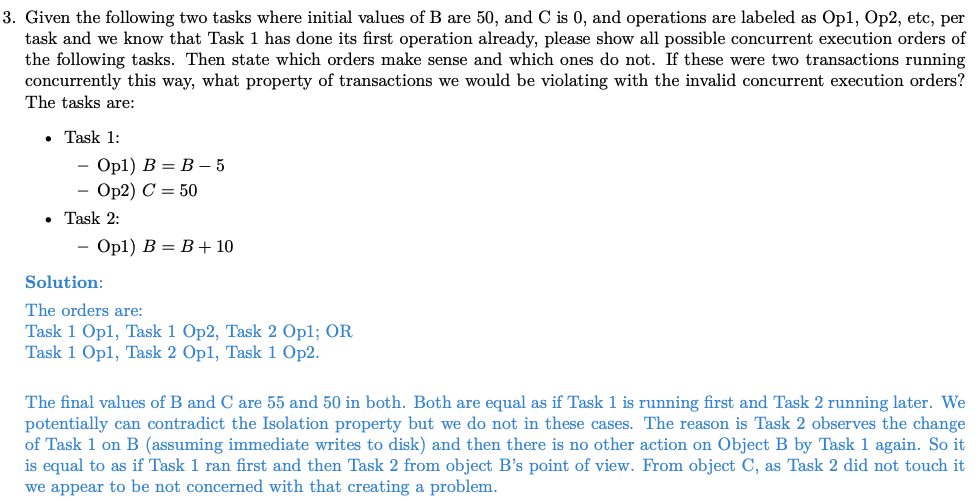 3. Given the following two tasks where initial values of B are 50, and C is 0, and operations are labeled as Op1, Op2, etc, per
task and we know that Task 1 has done its first operation already, please show all possible concurrent execution orders of
the following tasks. Then state which orders make sense and which ones do not. If these were two transactions running
concurrently this way, what property of transactions we would be violating with the invalid concurrent execution orders?
The tasks are:
• Task 1:
– Op1) B = B – 5
– Op2) C = 50
• Task 2:
– Op1) B = B + 10
Solution:
The orders are:
Task 1 Op1, Task 1 Op2, Task 2 Op1; OR
Task 1 Op1, Task 2 Op1, Task 1 Op2.
The final values of B and C are 55 and 50 in both. Both are equal as if Task 1 is running first and Task 2 running later. We
potentially can contradict the Isolation property but we do not in these cases. The reason is Task 2 observes the change
of Task 1 on B (assuming immediate writes to disk) and then there is no other action on Object B by Task 1 again. So it
is equal to as if Task 1 ran first and then Task 2 from object B's point of view. From object C, as Task 2 did not touch it
we appear to be not concerned with that creating a problem.